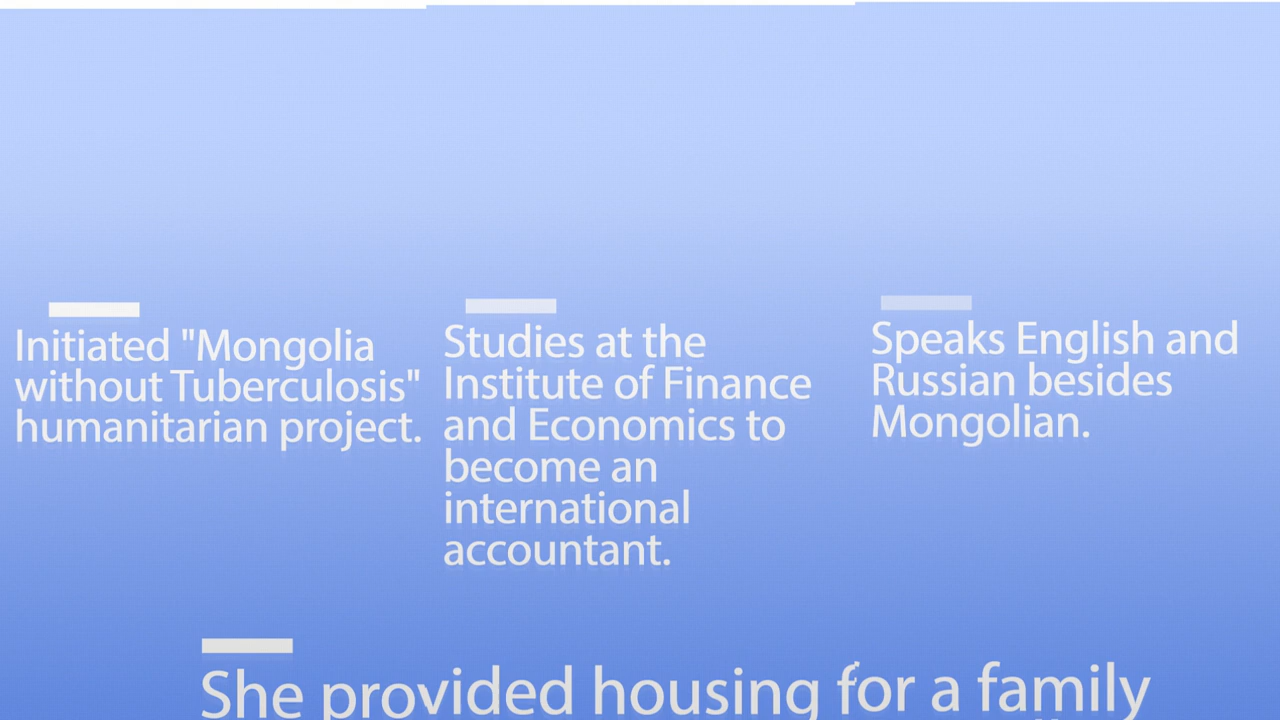 Initiated "Mongolia
without Tuberculosis"
humanitarian project.
Studies at the
Institute of Finance
and Economics to
become an
international
accountant.
Speaks English and
Russian besides
Mongolian.
She provided housing for a family